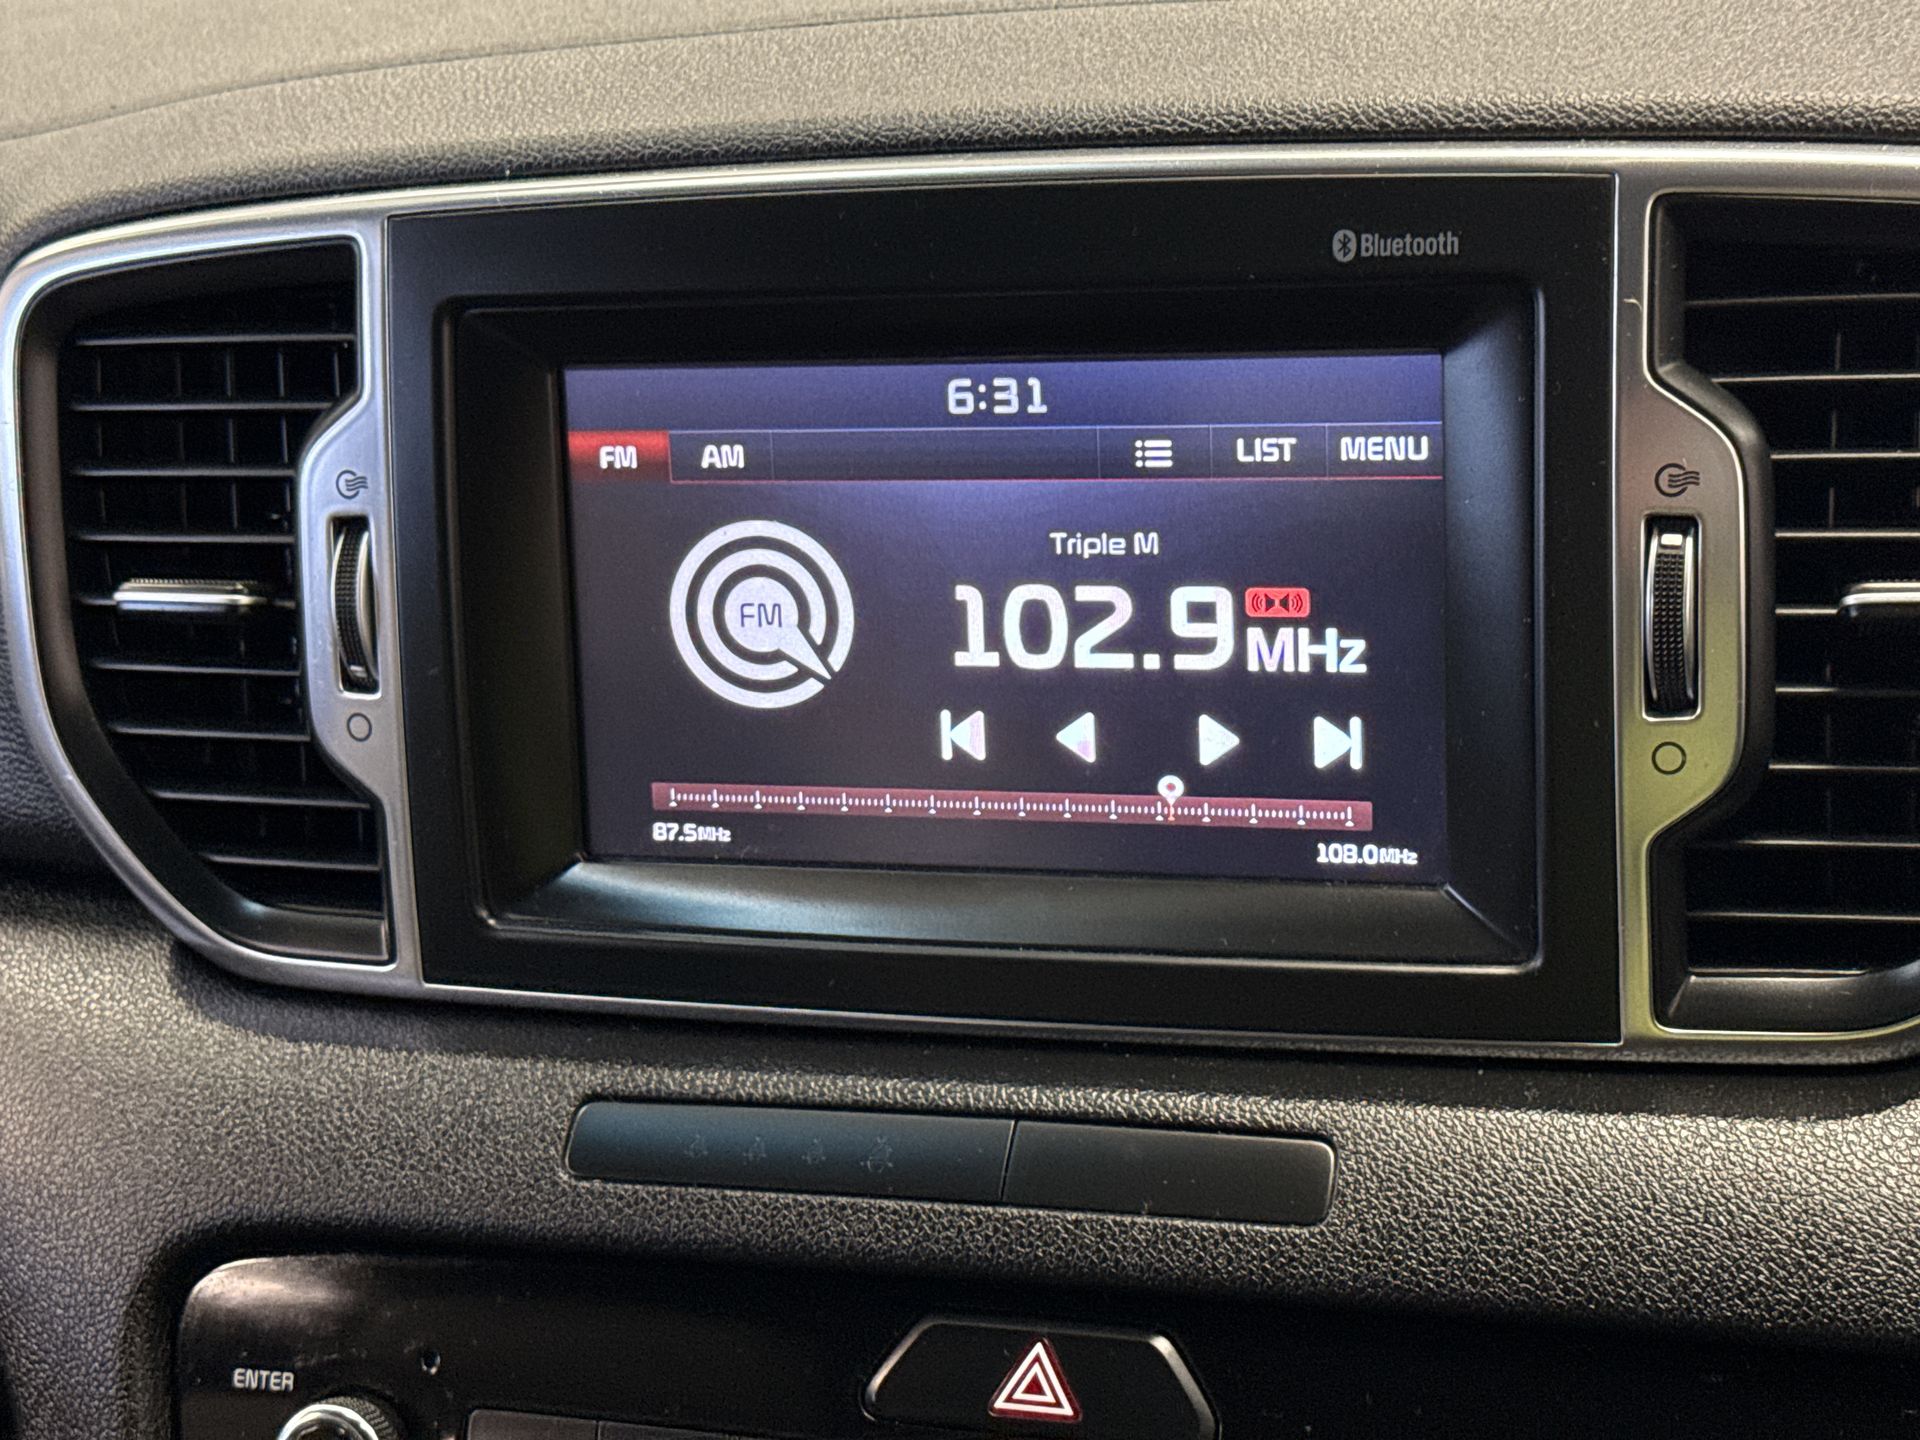 Bluetooth
6:31
FM AM LIST MENU
Triple M
FM
102.9 MHz
87.5MHz
108.0MHz
ENTER